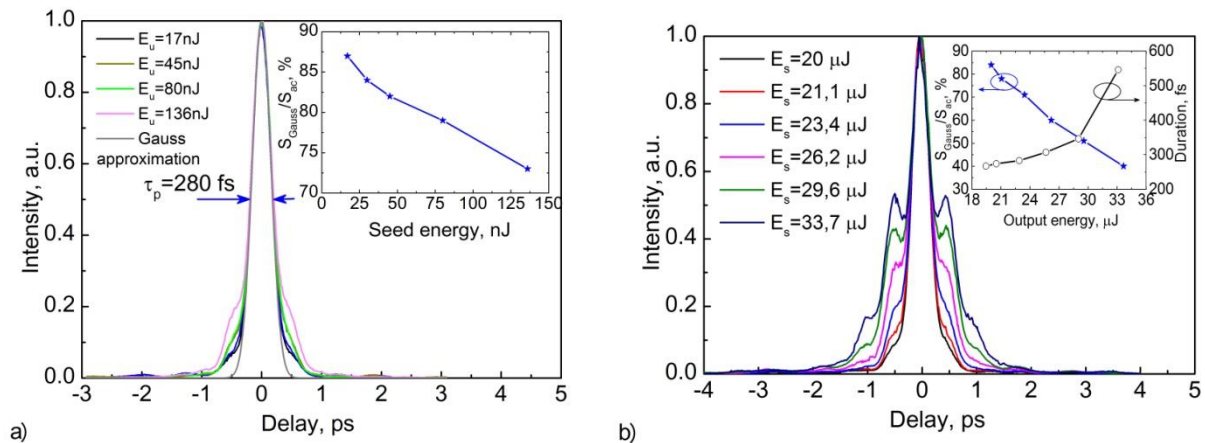 1.0
0.8
0.6
0.4
0.2
0.0
Intensity, a.u.
-3 -2 -1 0 1 2 3 4 5
Delay, ps
E_u=17nJ
E_u=45nJ
E_u=80nJ
E_u=136nJ
Gauss
approximation
τ_p=280 fs
90
85
80
75
70
S_Gauss/S_ac, %
0 25 50 75 100 125 150
Seed energy, nJ
a)
1.0
0.8
0.6
0.4
0.2
0.0
Intensity, a.u.
-4 -3 -2 -1 0 1 2 3 4 5
Delay, ps
E_s=20 μJ
E_s=21,1 μJ
E_s=23,4 μJ
E_s=26,2 μJ
E_s=29,6 μJ
E_s=33,7 μJ
90
80
70
60
50
40
30
S_Gauss/S_ac, %
600
500
400
300
200
Duration, fs
18 21 24 27 30 33 36
Output energy, μJ
b)